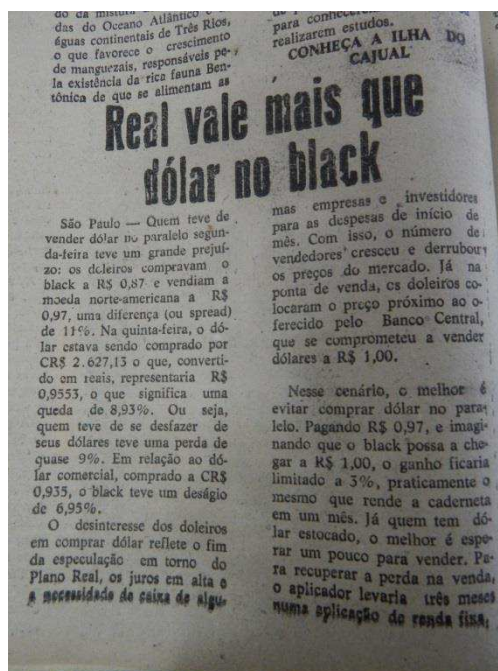 do da mistura
das do Oceano Atlântico e
águas continentais de Três Rios,
o que favorece o crescimento
de manguezais, responsáveis pe-
la existência da rica fauna Ben-
tônica de que se alimentam as
para conhecerem
realizarem estudos.
CONHEÇA A ILHA DO
CAJUAL
Real vale mais que
dólar no black
São Paulo — Quem teve de
vender dólar no paralelo segun-
da-feira teve um grande prejuí-
zo: os doleiros compravam o
black a R$ 0,87 e vendiam a
moeda norte-americana a R$
0,97, uma diferença (ou spread)
de 11%. Na quinta-feira, o dó-
lar estava sendo comprado por
CR$ 2.627,13 o que, converti-
do em reais, representaria R$
0,9553, o que significa uma
queda de 8,93%. Ou seja,
quem teve de se desfazer de
seus dólares teve uma perda de
quase 9%. Em relação ao dó-
lar comercial, comprado a CR$
0,935, o black teve um deságio
de 6,95%.
O desinteresse dos doleiros
em comprar dólar reflete o fim
da especulação em torno do
Plano Real, os juros em alta e
a necessidade de caixa de algu-
mas empresas e investidores
para as despesas de início de
mês. Com isso, o número de
vendedores cresceu e derrubou
os preços do mercado. Já na
ponta de venda, os doleiros co-
locaram o preço próximo ao o-
ferecido pelo Banco Central,
que se comprometeu a vender
dólares a R$ 1,00.
Nesse cenário, o melhor é
evitar comprar dólar no para-
lelo. Pagando R$ 0,97, e imagi-
nando que o black possa a che-
gar a R$ 1,00, o ganho ficaria
limitado a 3%, praticamente o
mesmo que rende a caderneta
em um mês. Já quem tem dó-
lar estocado, o melhor é espe-
rar um pouco para vender. Pa-
ra recuperar a perda na venda,
o aplicador levaria três meses
numa aplicação de renda fixa.